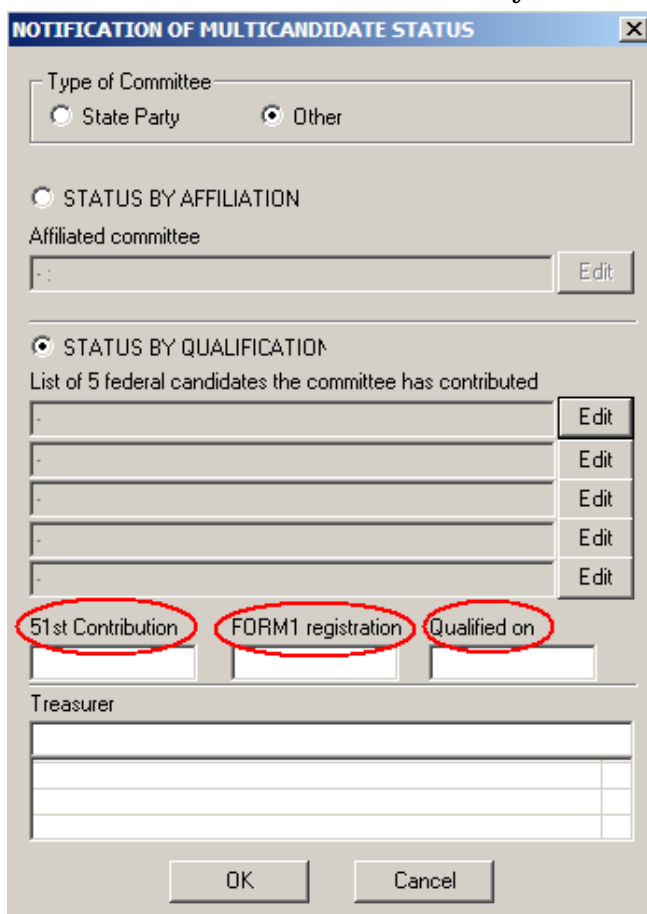 NOTIFICATION OF MULTICANDIDATE STATUS
Type of Committee
State Party Other
STATUS BY AFFILIATION
Affiliated committee
- : Edit
STATUS BY QUALIFICATION
List of 5 federal candidates the committee has contributed
- Edit
- Edit
- Edit
- Edit
- Edit
51st Contribution FORM1 registration Qualified on
Treasurer
OK Cancel